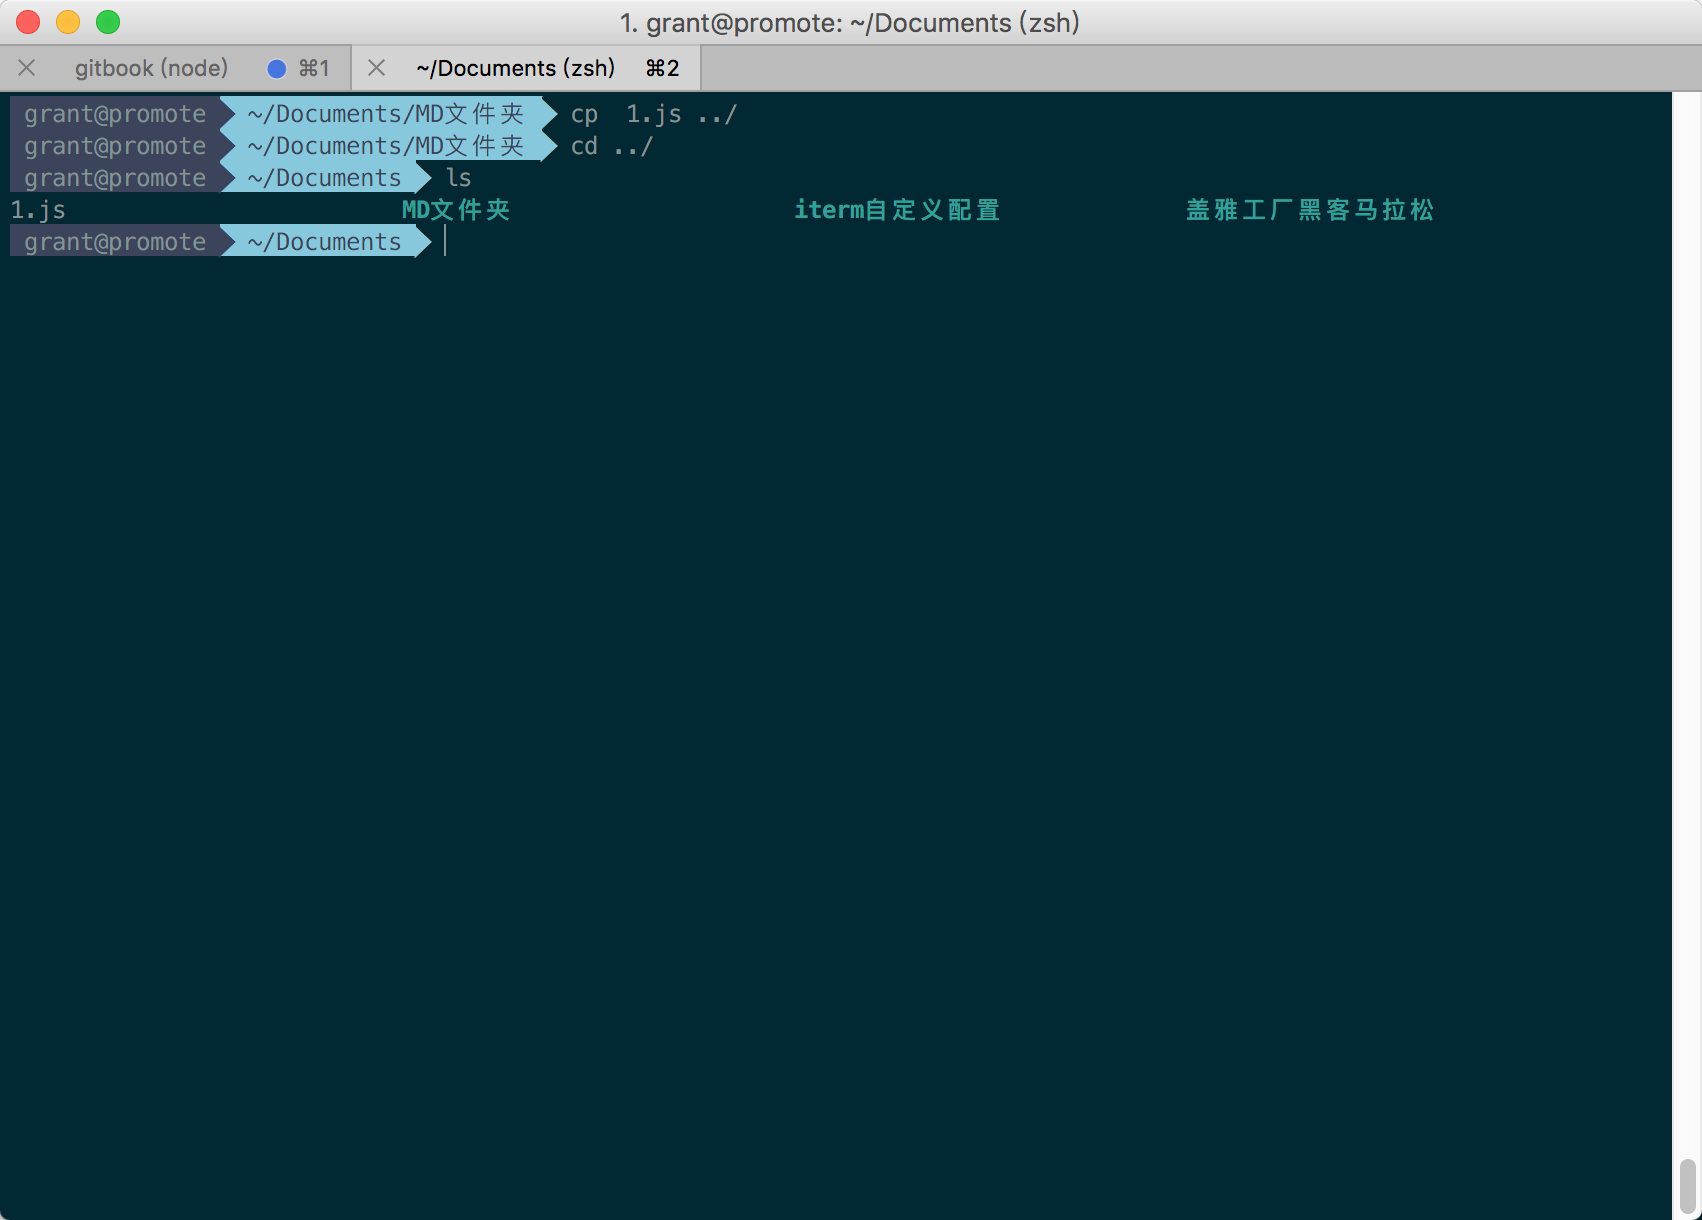 1. grant@promote: ~/Documents (zsh)
gitbook (node) ⌘1 ~/Documents (zsh) ⌘2
grant@promote ~/Documents/MD文件夹 cp  1.js ../
grant@promote ~/Documents/MD文件夹 cd ../
grant@promote ~/Documents ls
1.js MD文件夹 iterm自定义配置 盖雅工厂黑客马拉松
grant@promote ~/Documents